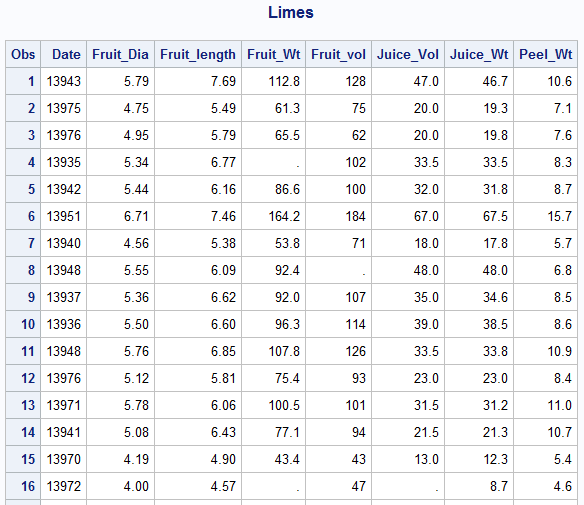 Limes
Obs Date Fruit_Dia Fruit_length Fruit_Wt Fruit_vol Juice_Vol Juice_Wt Peel_Wt
1 13943 5.79 7.69 112.8 128 47.0 46.7 10.6
2 13975 4.75 5.49 61.3 75 20.0 19.3 7.1
3 13976 4.95 5.79 65.5 62 20.0 19.8 7.6
4 13935 5.34 6.77 . 102 33.5 33.5 8.3
5 13942 5.44 6.16 86.6 100 32.0 31.8 8.7
6 13951 6.71 7.46 164.2 184 67.0 67.5 15.7
7 13940 4.56 5.38 53.8 71 18.0 17.8 5.7
8 13948 5.55 6.09 92.4 . 48.0 48.0 6.8
9 13937 5.36 6.62 92.0 107 35.0 34.6 8.5
10 13936 5.50 6.60 96.3 114 39.0 38.5 8.6
11 13948 5.76 6.85 107.8 126 33.5 33.8 10.9
12 13976 5.12 5.81 75.4 93 23.0 23.0 8.4
13 13971 5.78 6.06 100.5 101 31.5 31.2 11.0
14 13941 5.08 6.43 77.1 94 21.5 21.3 10.7
15 13970 4.19 4.90 43.4 43 13.0 12.3 5.4
16 13972 4.00 4.57 . 47 . 8.7 4.6